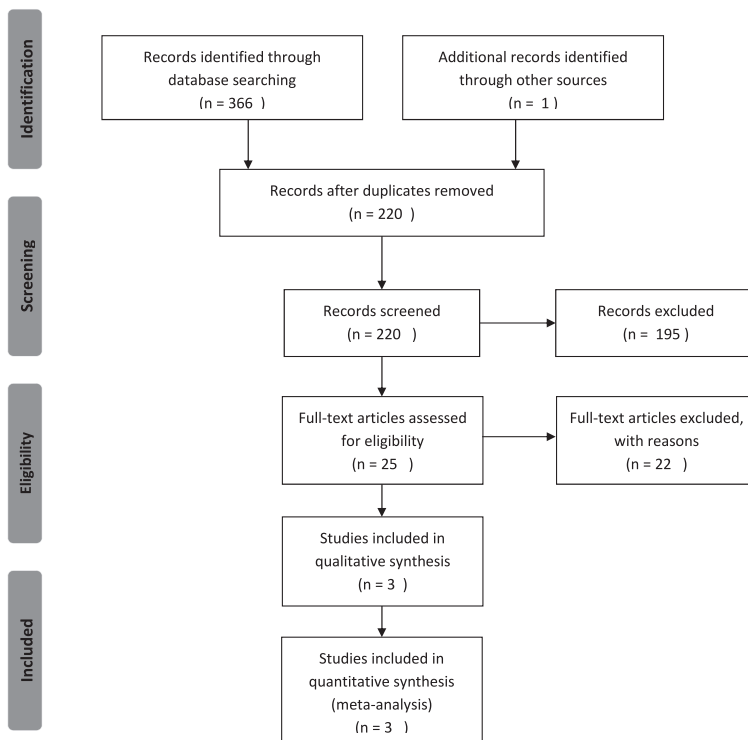 Identification
Records identified through
database searching
(n = 366 )
Additional records identified
through other sources
(n = 1 )
Records after duplicates removed
(n = 220 )
Screening
Records screened
(n = 220 )
Records excluded
(n = 195 )
Eligibility
Full-text articles assessed
for eligibility
(n = 25 )
Full-text articles excluded,
with reasons
(n = 22 )
Studies included in
qualitative synthesis
(n = 3 )
Included
Studies included in
quantitative synthesis
(meta-analysis)
(n = 3 )